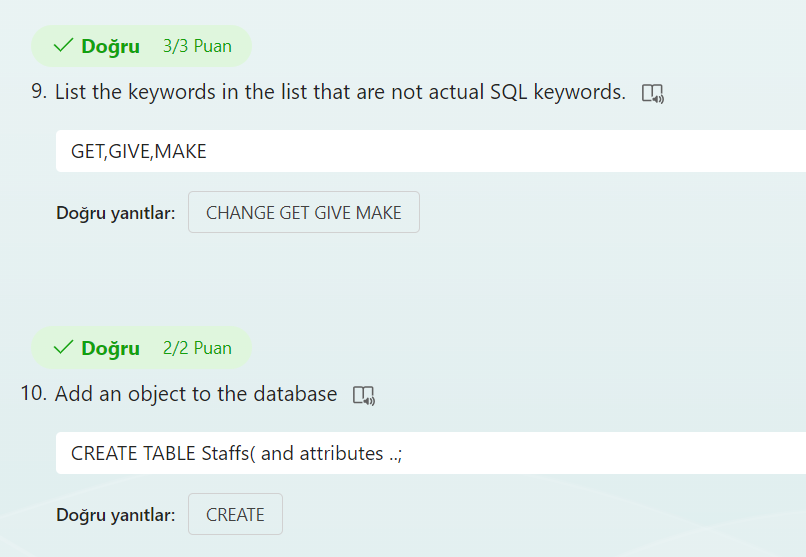 Doğru 3/3 Puan
9. List the keywords in the list that are not actual SQL keywords.
GET,GIVE,MAKE
Doğru yanıtlar: CHANGE GET GIVE MAKE
Doğru 2/2 Puan
10. Add an object to the database
CREATE TABLE Staffs( and attributes ..;
Doğru yanıtlar: CREATE